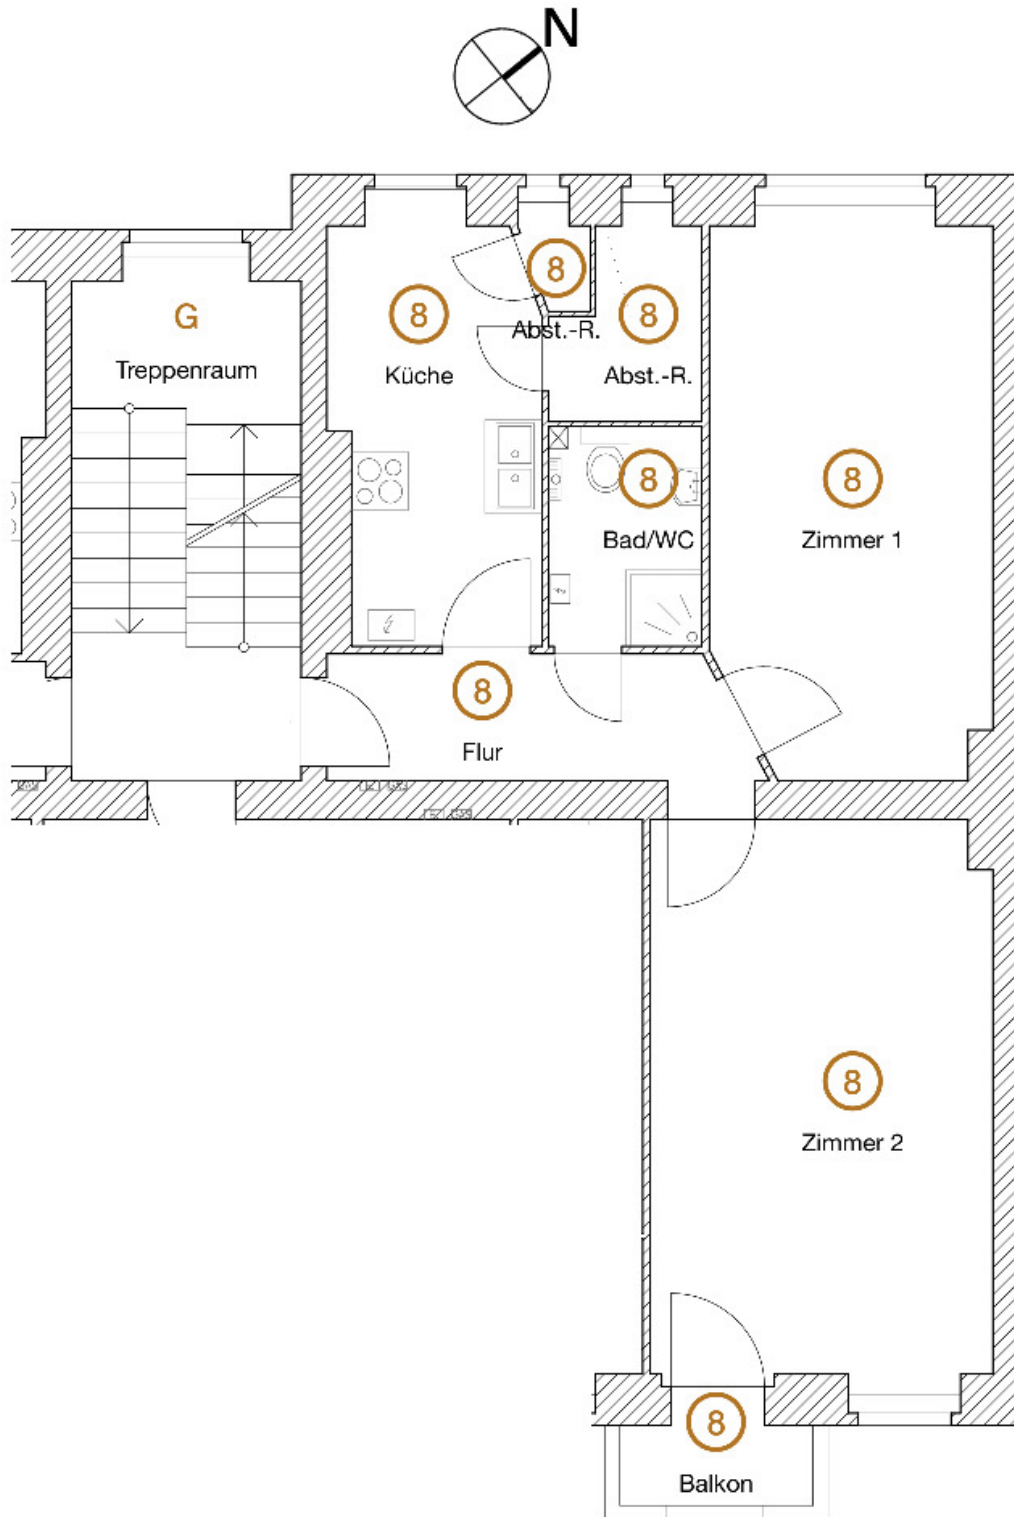 N
8
8
8
G
Abst.-R.
Treppenraum
Küche
Abst.-R.
8
8
Bad/WC
Zimmer 1
8
Flur
8
Zimmer 2
8
Balkon